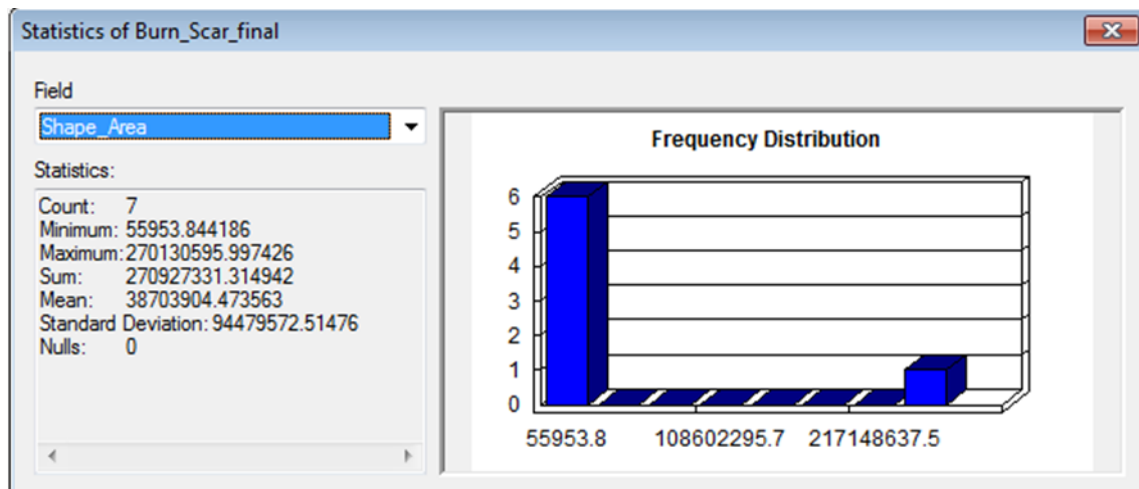 Statistics of Burn_Scar_final
Field
Shape_Area
Statistics:
Count: 7
Minimum: 55953.844186
Maximum: 270130595.997426
Sum: 270927331.314942
Mean: 38703904.473563
Standard Deviation: 94479572.51476
Nulls: 0
Frequency Distribution
6
5
4
3
2
1
0
55953.8 108602295.7 217148637.5